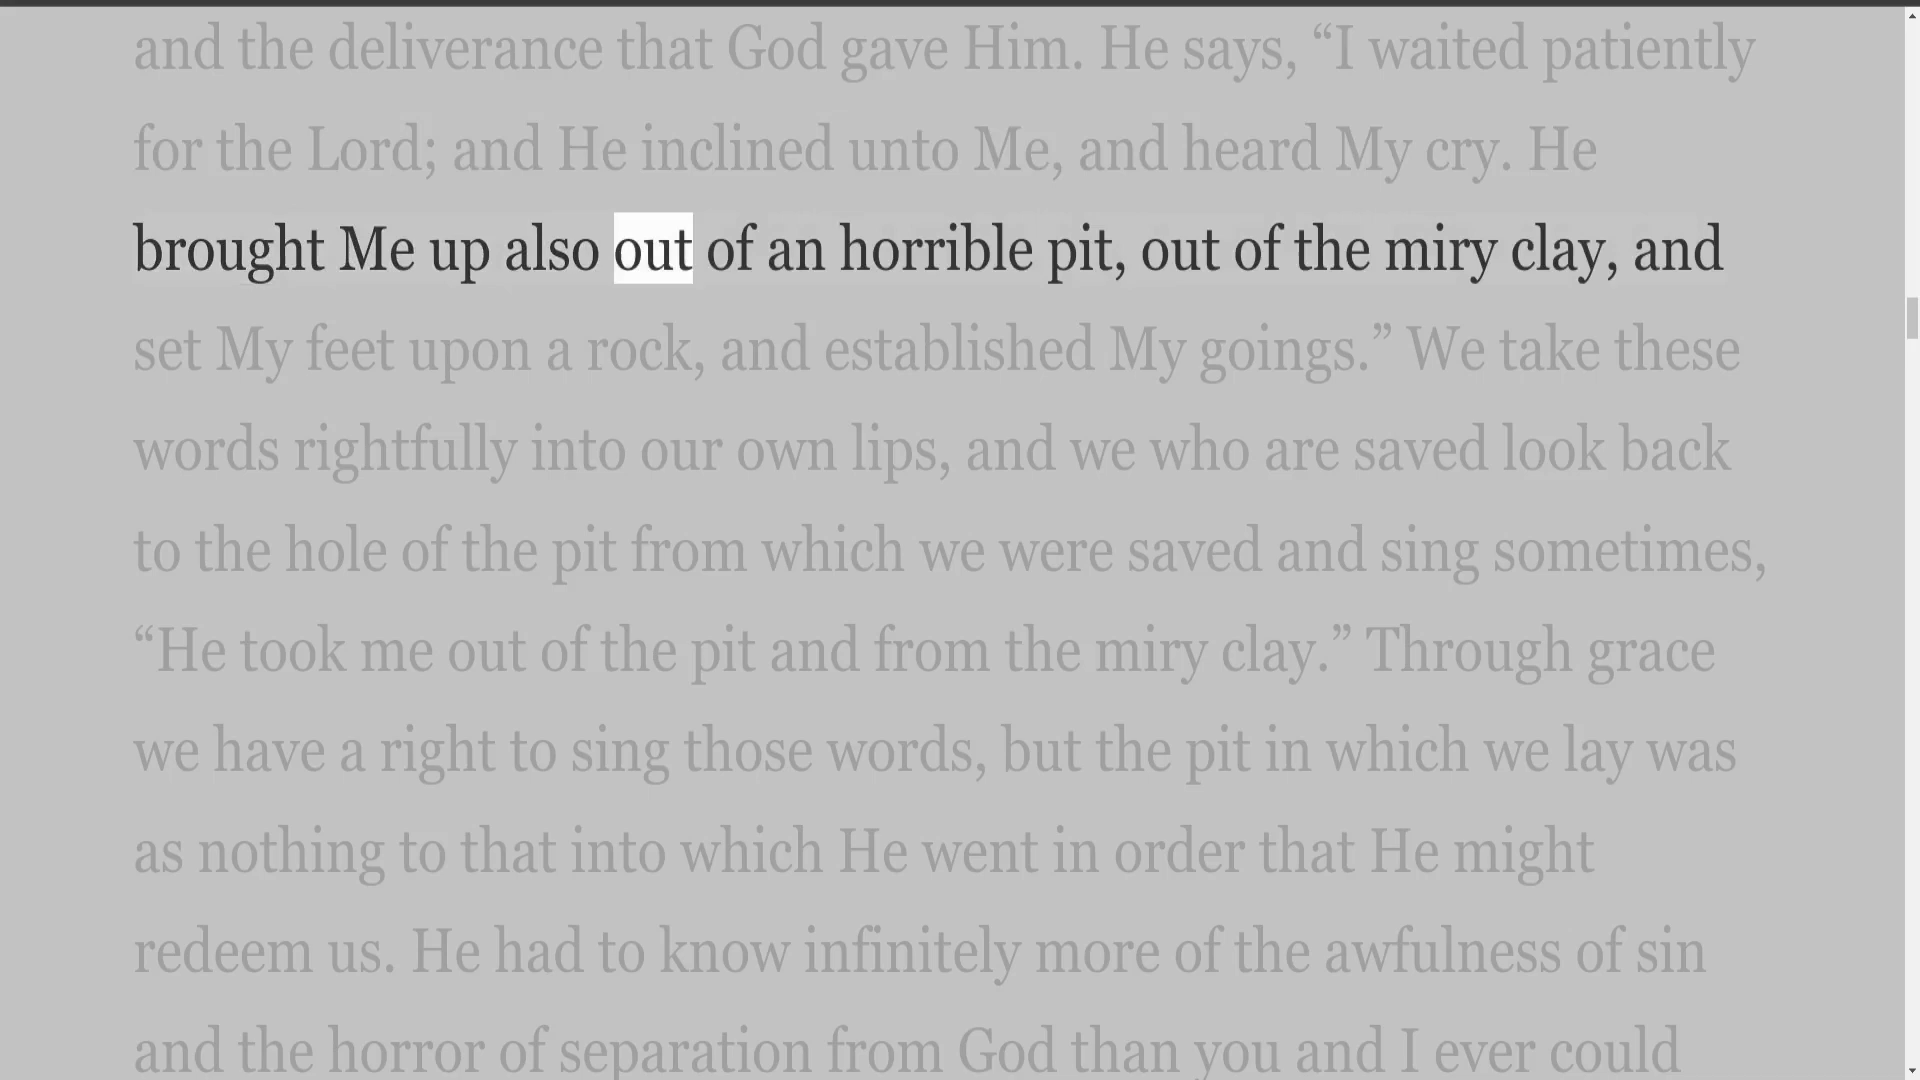 and the deliverance that God gave Him. He says, “I waited patiently
for the Lord; and He inclined unto Me, and heard My cry. He
brought Me up also out of an horrible pit, out of the miry clay, and
set My feet upon a rock, and established My goings.” We take these
words rightfully into our own lips, and we who are saved look back
to the hole of the pit from which we were saved and sing sometimes,
“He took me out of the pit and from the miry clay.” Through grace
we have a right to sing those words, but the pit in which we lay was
as nothing to that into which He went in order that He might
redeem us. He had to know infinitely more of the awfulness of sin
and the horror of separation from God than you and I ever could